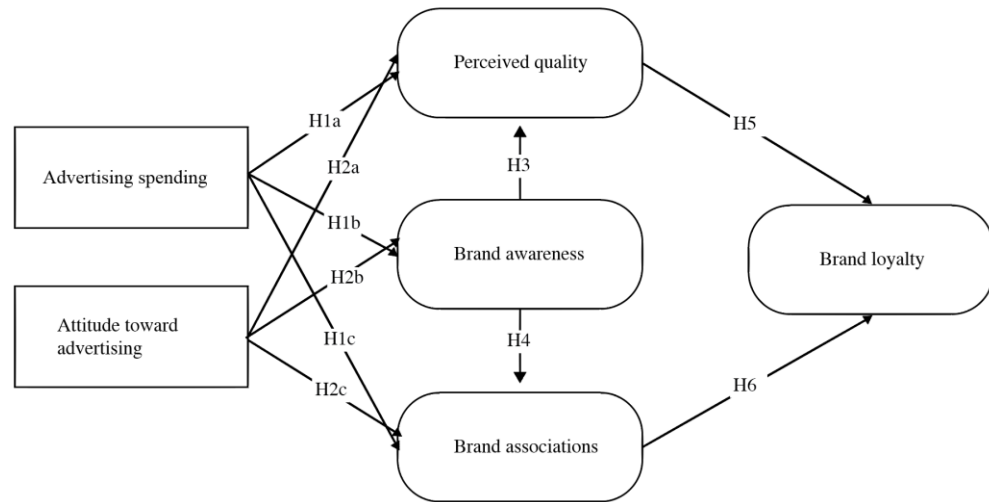 Perceived quality
H1a
H5
H3
Advertising spending
H2a
H1b
Brand awareness
Brand loyalty
H2b
Attitude toward
advertising
H1c
H4
H2c
H6
Brand associations